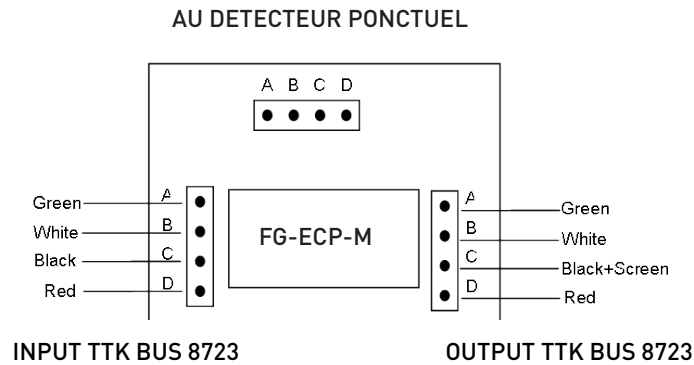 AU DETECTEUR PONCTUEL
A B C D
Green A
White B
Black C
Red D
FG-ECP-M
A Green
B White
C Black+Screen
D Red
INPUT TTK BUS 8723
OUTPUT TTK BUS 8723